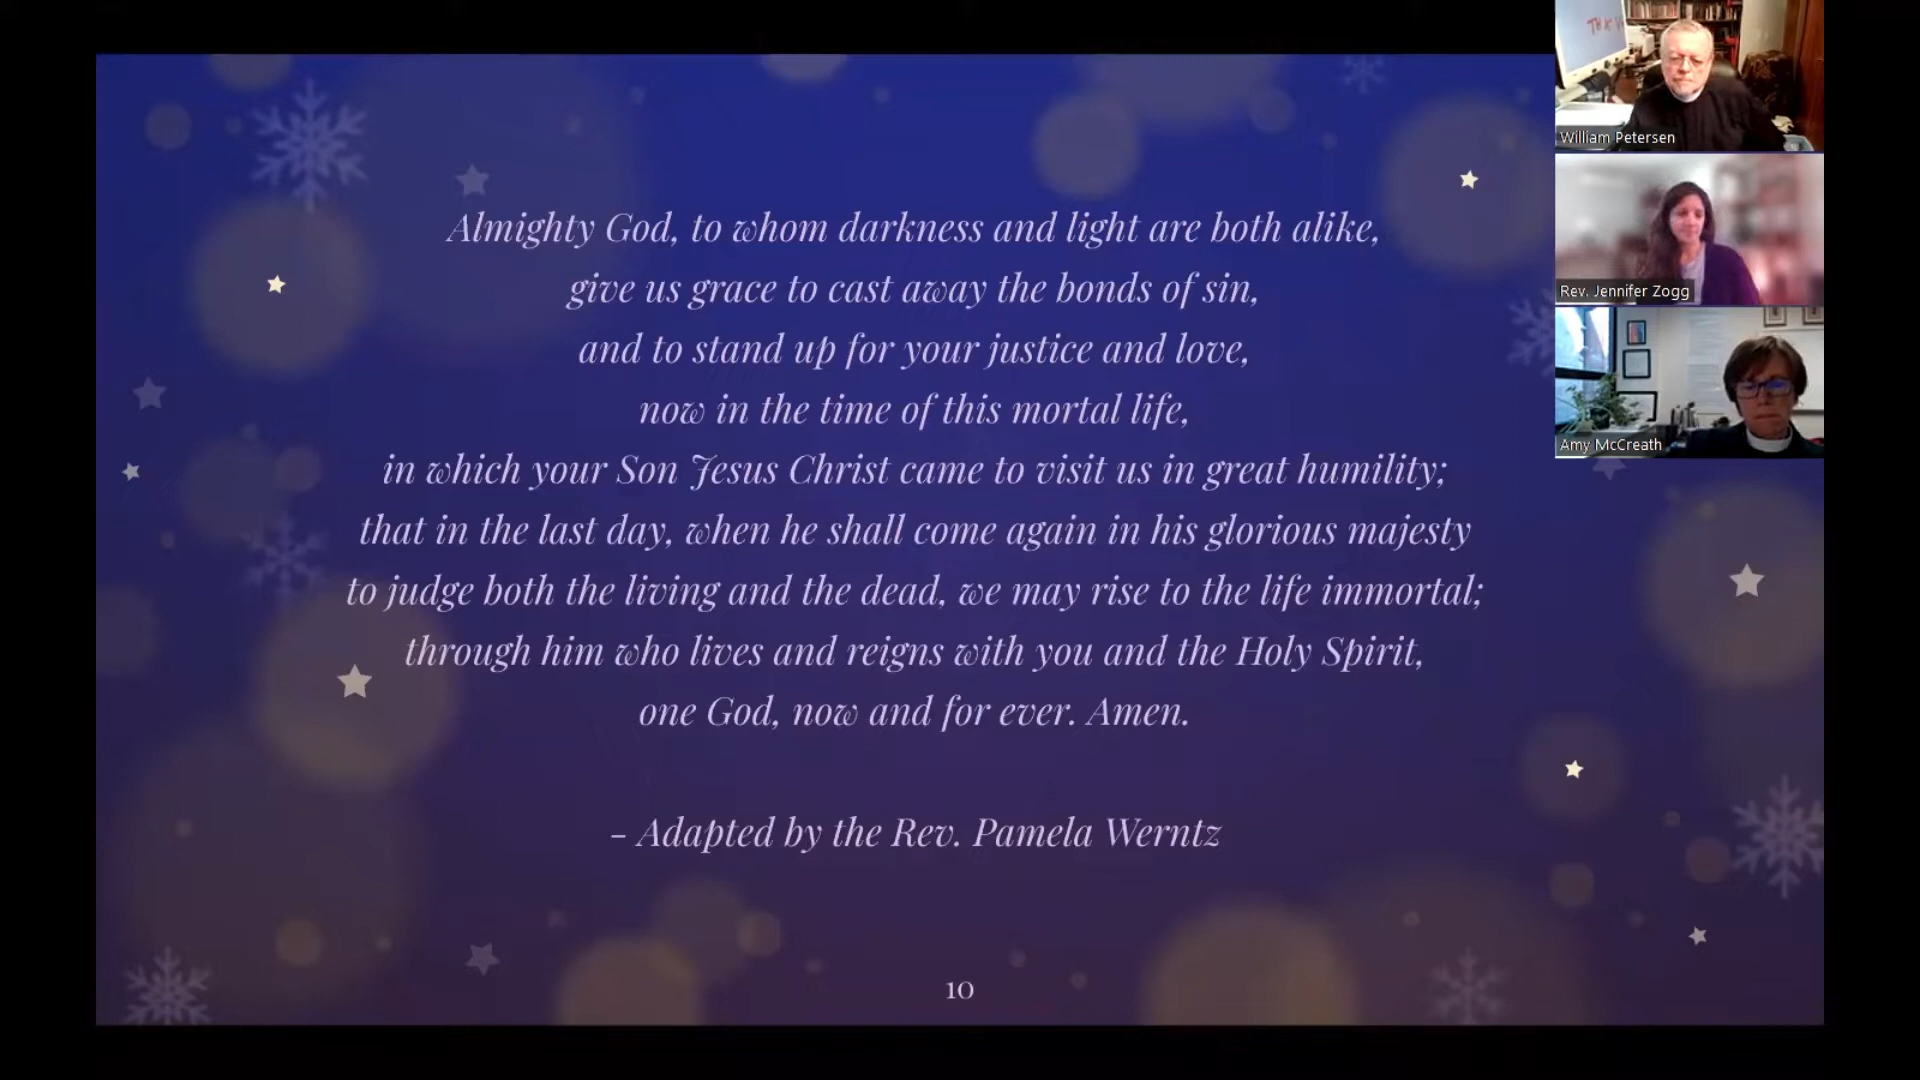 Almighty God, to whom darkness and light are both alike,
give us grace to cast away the bonds of sin,
and to stand up for your justice and love,
now in the time of this mortal life,
in which your Son Jesus Christ came to visit us in great humility;
that in the last day, when he shall come again in his glorious majesty
to judge both the living and the dead, we may rise to the life immortal;
through him who lives and reigns with you and the Holy Spirit,
one God, now and for ever. Amen.
– Adapted by the Rev. Pamela Werntz
10
William Petersen
Rev. Jennifer Zogg
Amy McCreath